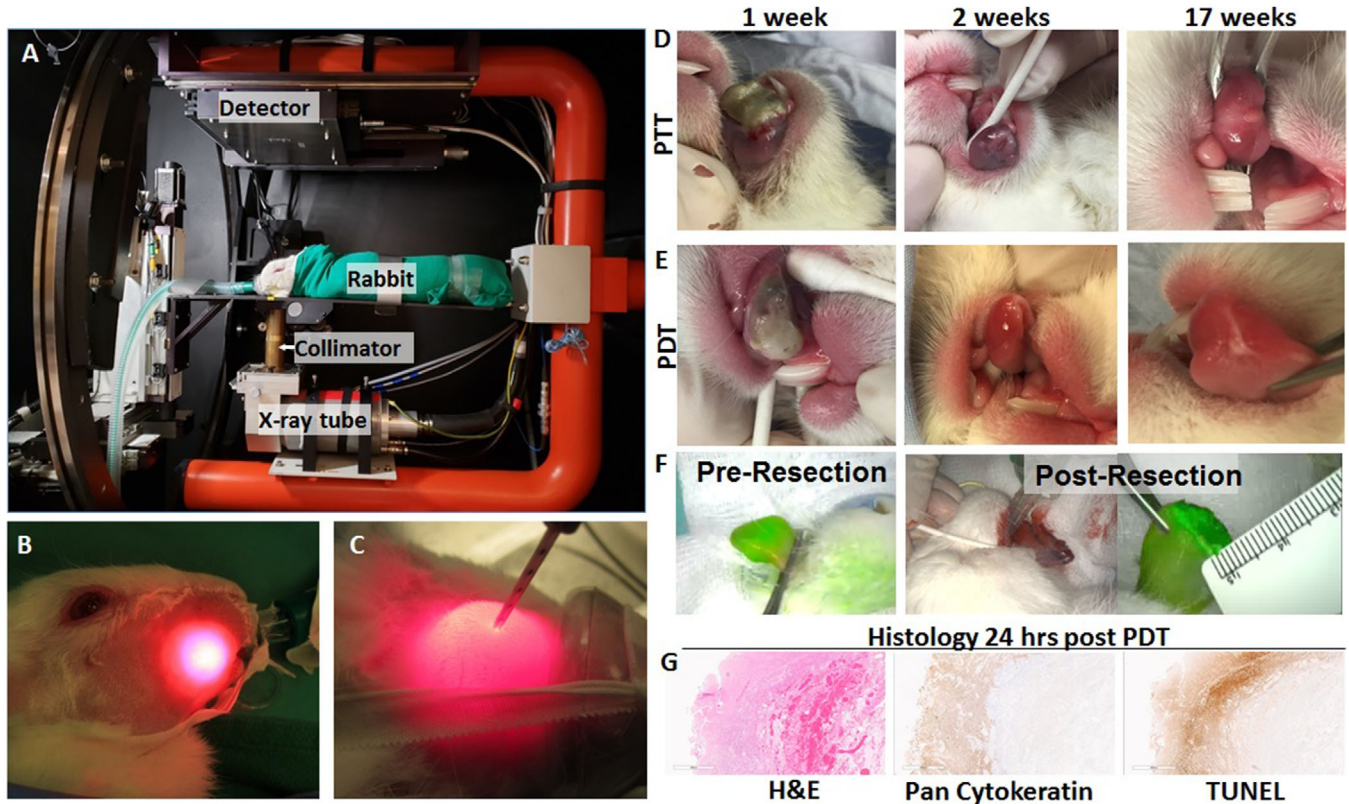 A
Detector
Rabbit
Collimator
X-ray tube
B
C
1 week
2 weeks
17 weeks
D
PTT
E
PDT
F
Pre-Resection
Post-Resection
Histology 24 hrs post PDT
G
H&E
Pan Cytokeratin
TUNEL